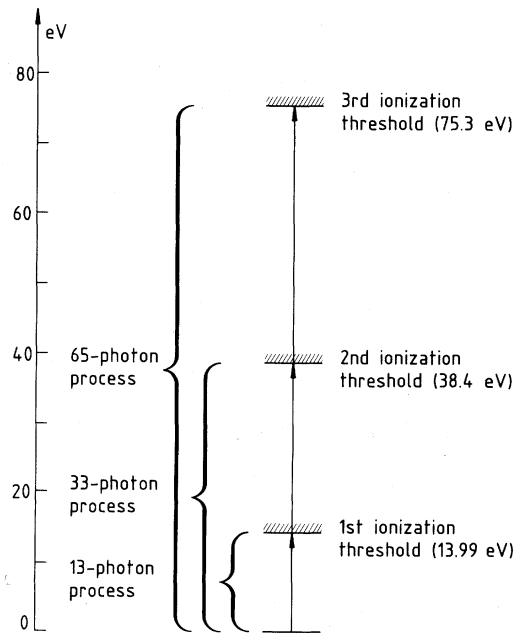 eV
80
60
40
20
0
3rd ionization
threshold (75.3 eV)
65-photon
process
2nd ionization
threshold (38.4 eV)
33-photon
process
1st ionization
threshold (13.99 eV)
13-photon
process